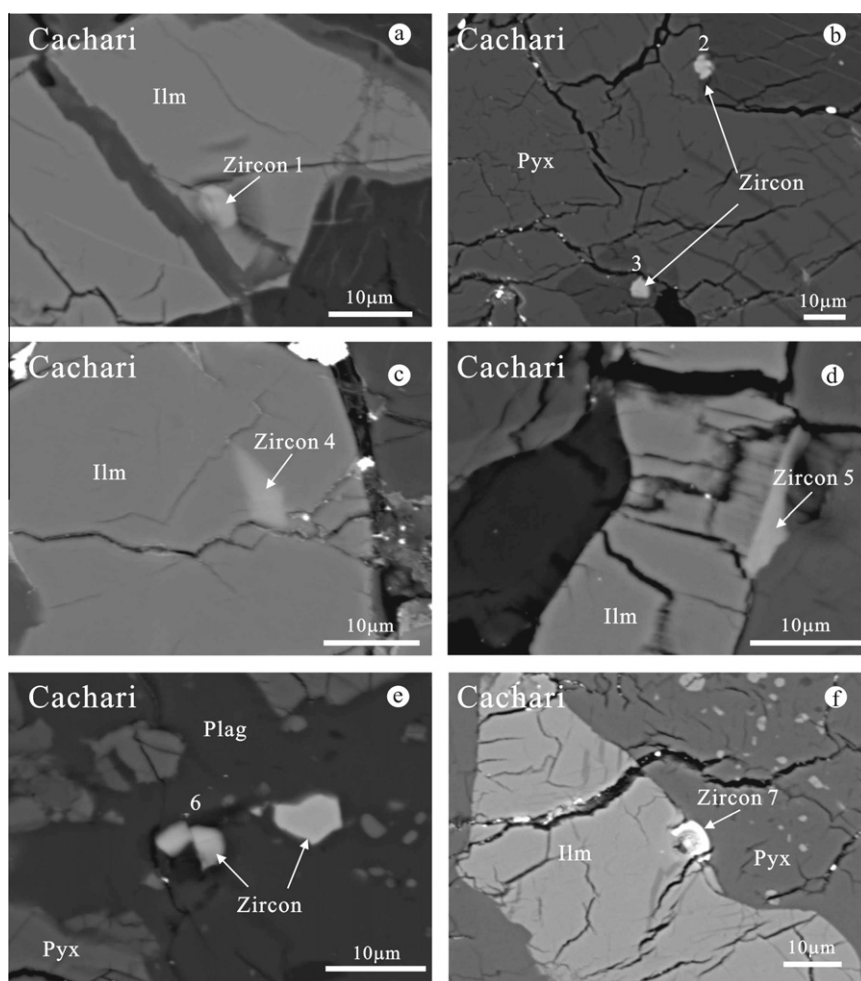 Cachari
a
Ilm
Zircon 1
10μm
Cachari
2
b
Pyx
Zircon
3
10μm
Cachari
c
Zircon 4
Ilm
10μm
Cachari
d
Zircon 5
Ilm
10μm
Cachari
e
Plag
6
Zircon
Pyx
10μm
Cachari
f
Zircon 7
Ilm
Pyx
10μm